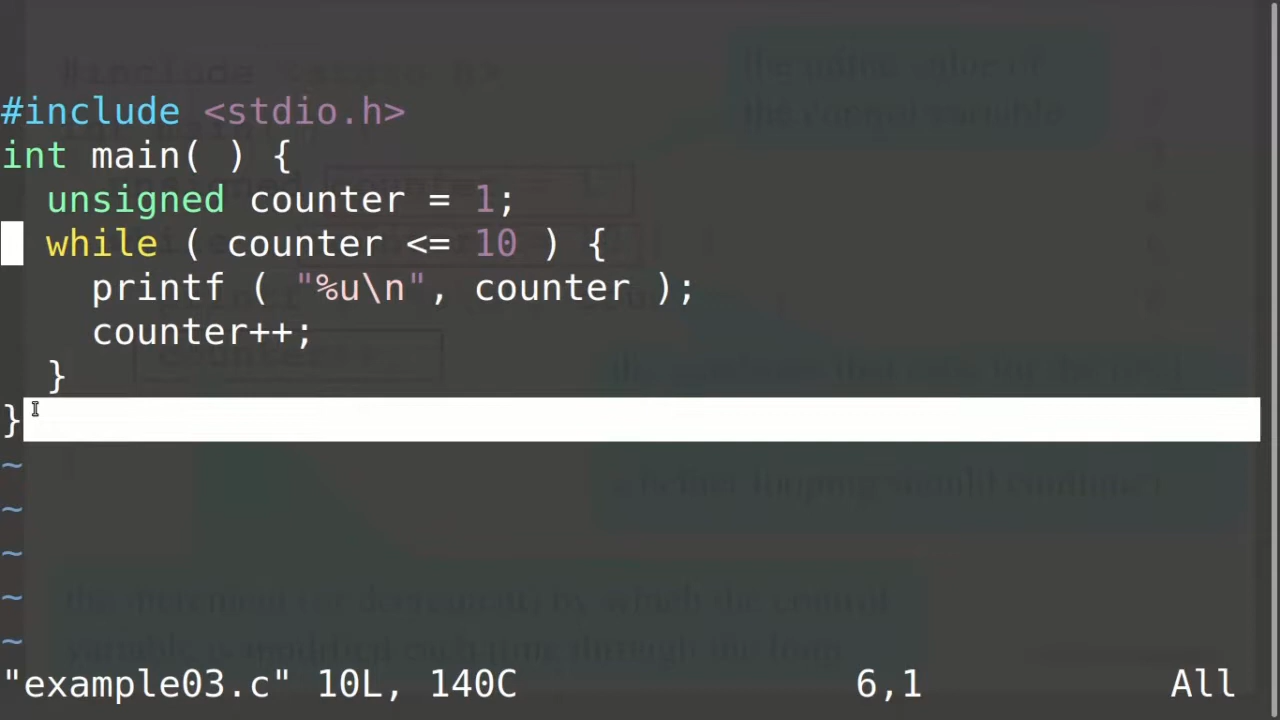 #include <stdio.h>
int main( ) {
  unsigned counter = 1;
  while ( counter <= 10 ) {
    printf ( "%u\n", counter );
    counter++;
  }
}
~
~
~
~
~
"example03.c" 10L, 140C 6,1 All